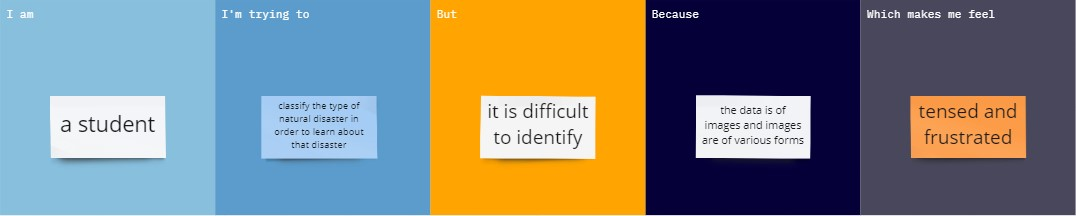 I am
a student
I'm trying to
classify the type of
natural disaster in
order to learn about
that disaster
But
it is difficult
to identify
Because
the data is of
images and images
are of various forms
Which makes me feel
tensed and
frustrated